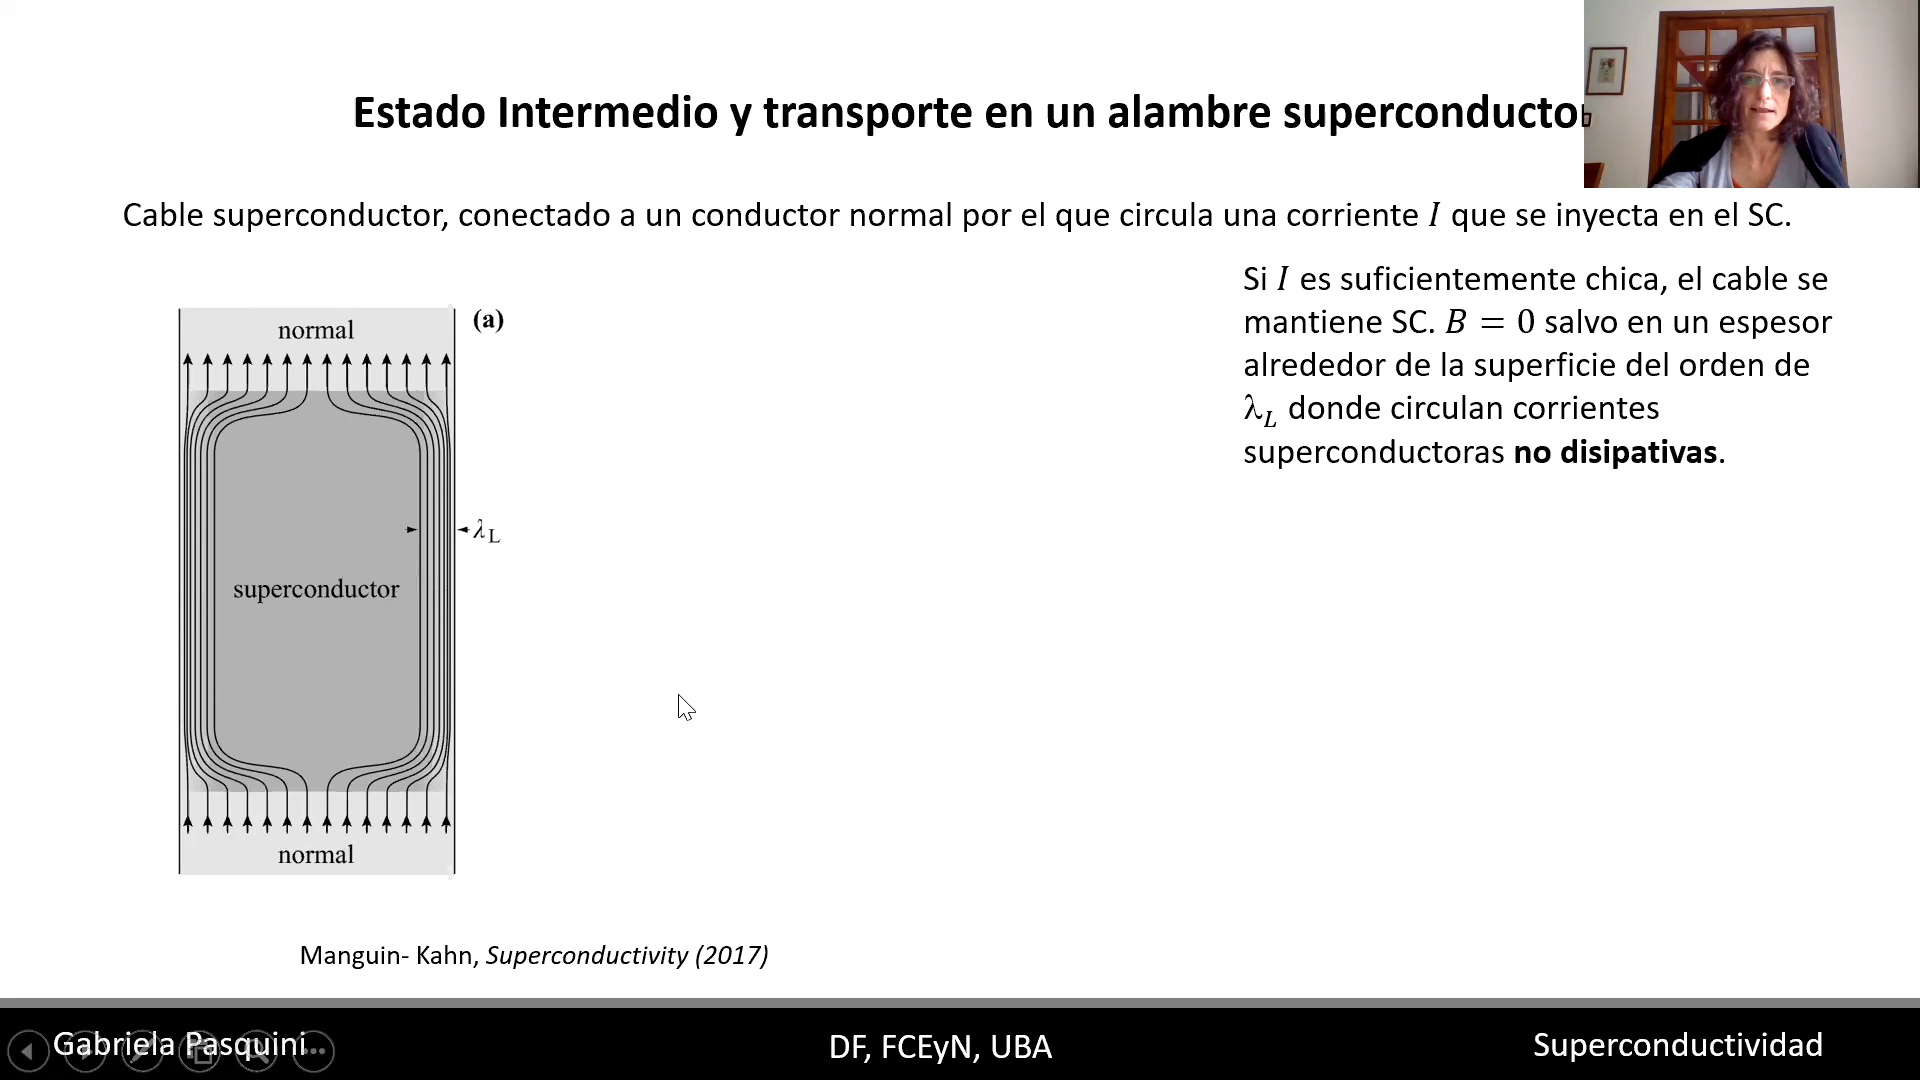 Estado Intermedio y transporte en un alambre superconducto
Cable superconductor, conectado a un conductor normal por el que circula una corriente I que se inyecta en el SC.
Si I es suficientemente chica, el cable se
mantiene SC. B = 0 salvo en un espesor
alrededor de la superficie del orden de
λL donde circulan corrientes
superconductoras no disipativas.
normal
(a)
λL
superconductor
normal
Manguin- Kahn, Superconductivity (2017)
Gabriela Pasquini
DF, FCEyN, UBA
Superconductividad